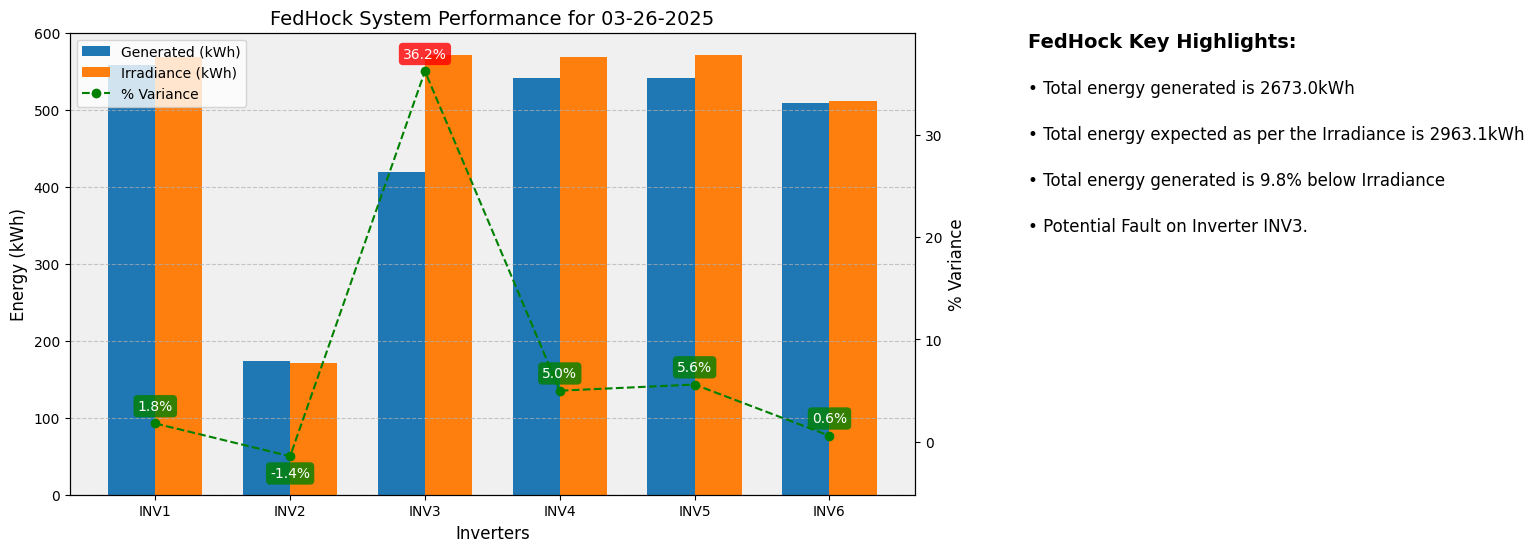 FedHock System Performance for 03-26-2025
Generated (kWh)
Irradiance (kWh)
% Variance
600
500
400
300
200
100
0
Energy (kWh)
1.8%
-1.4%
36.2%
5.0%
5.6%
0.6%
30
20
10
0
% Variance
INV1
INV2
INV3
INV4
INV5
INV6
Inverters
FedHock Key Highlights:
• Total energy generated is 2673.0kWh
• Total energy expected as per the Irradiance is 2963.1kWh
• Total energy generated is 9.8% below Irradiance
• Potential Fault on Inverter INV3.